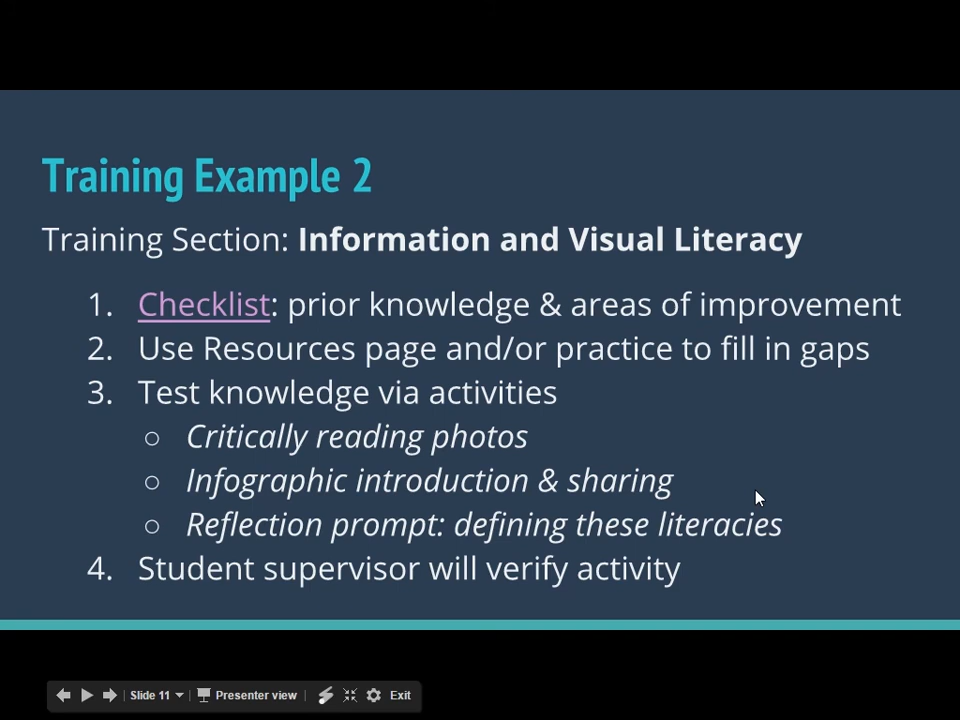 Training Example 2
Training Section: Information and Visual Literacy
1. Checklist: prior knowledge & areas of improvement
2. Use Resources page and/or practice to fill in gaps
3. Test knowledge via activities
○ Critically reading photos
○ Infographic introduction & sharing
○ Reflection prompt: defining these literacies
4. Student supervisor will verify activity
Slide 11 Presenter view Exit